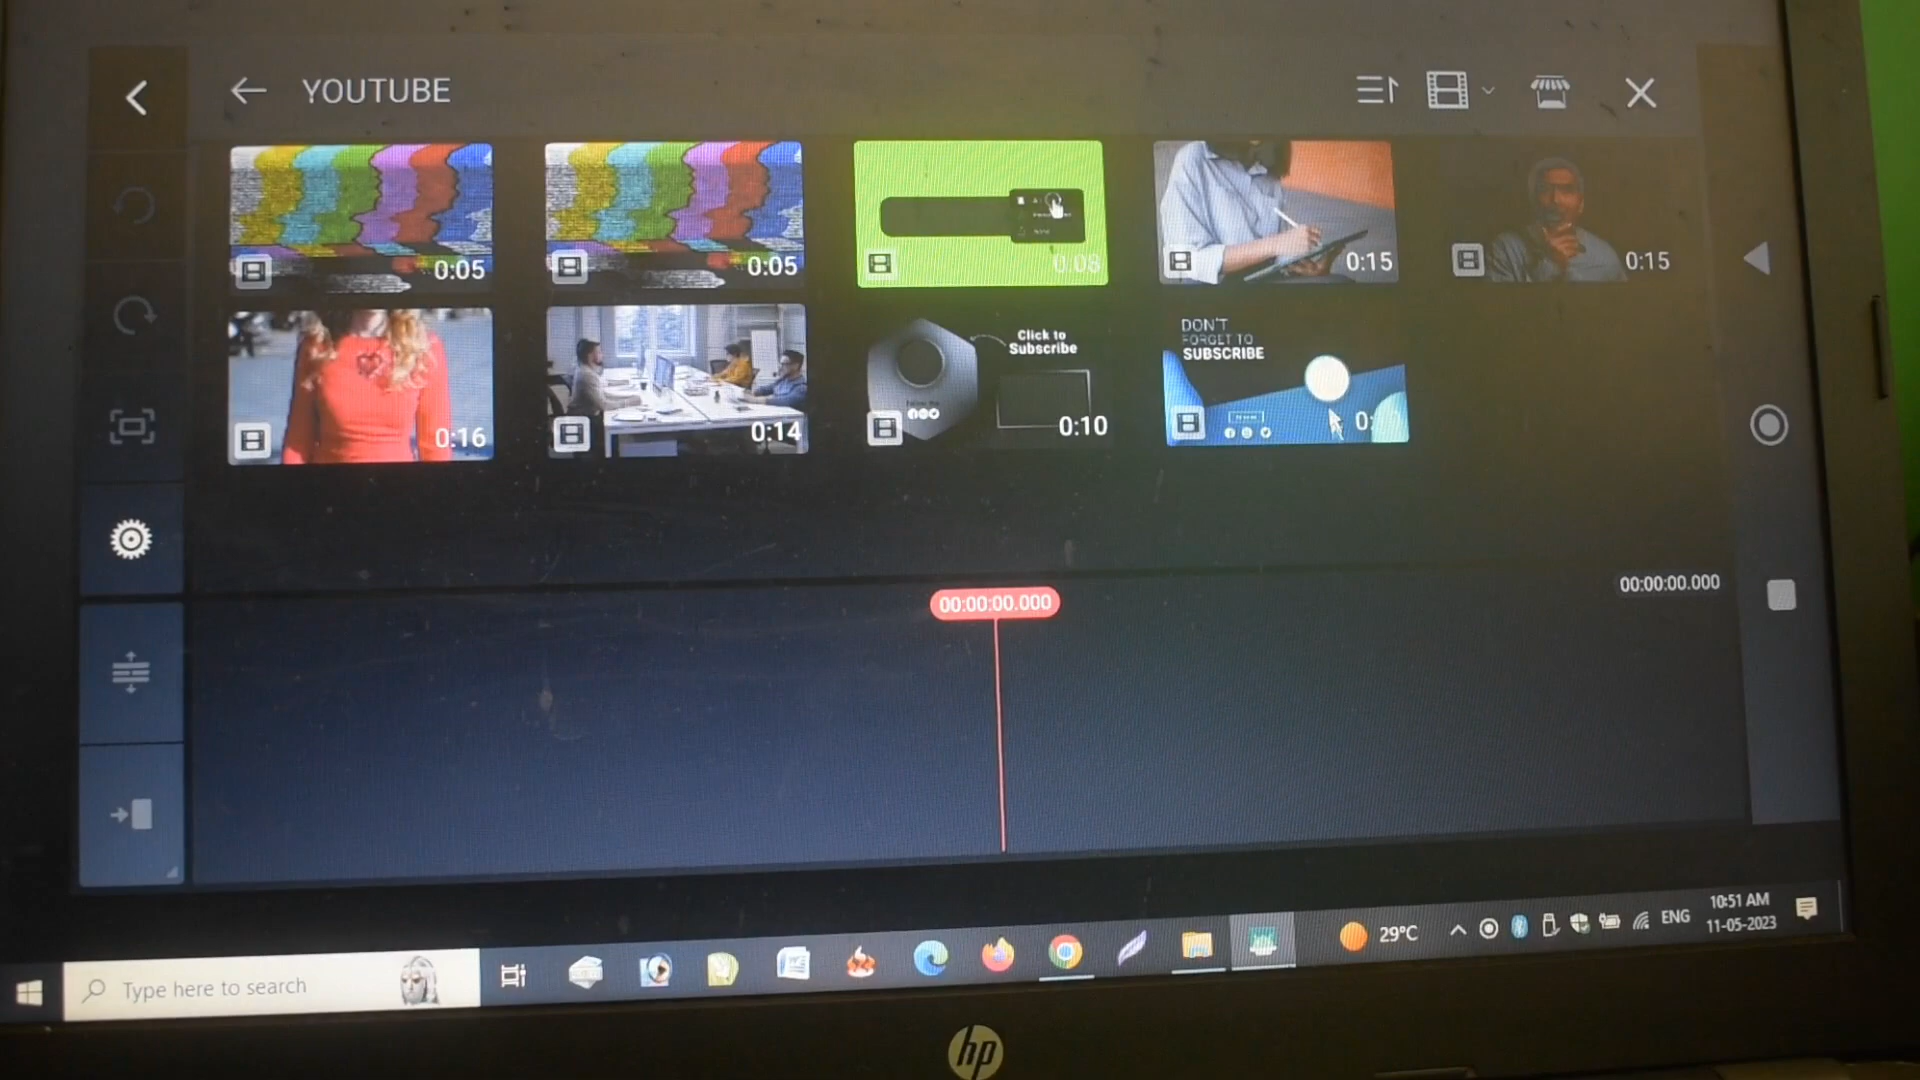 YOUTUBE
0:05
0:05
0:08
0:15
0:15
0:16
0:14
Click to
Subscribe
0:10
DON'T
FORGET TO
SUBSCRIBE
00:00:00.000
00:00:00.000
Type here to search
29°C
ENG
10:51 AM
11-05-2023
hp